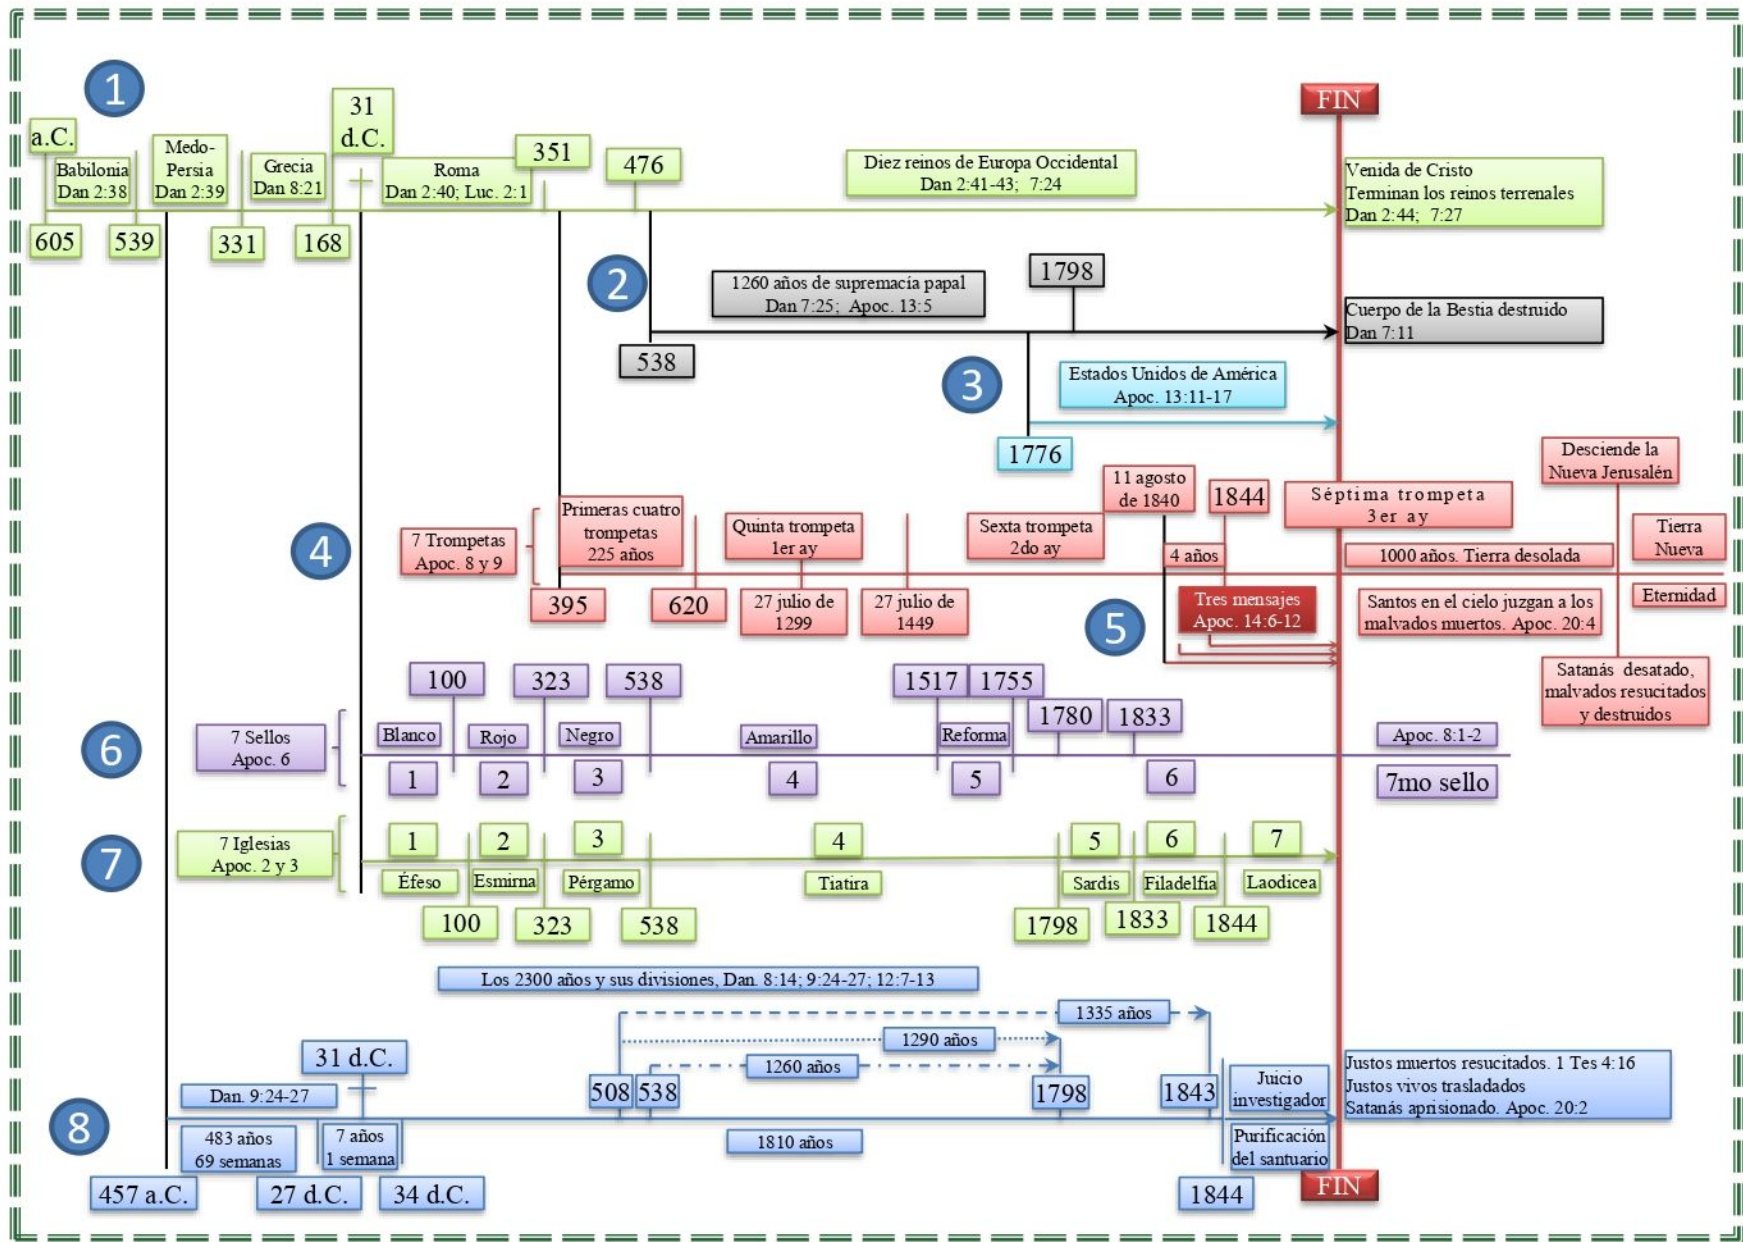 1
a.C.
Babilonia
Dan 2:38
Medo-
Persia
Dan 2:39
Grecia
Dan 8:21
31
d.C.
Roma
Dan 2:40; Luc. 2:1
351
476
Diez reinos de Europa Occidental
Dan 2:41-43; 7:24
FIN
Venida de Cristo
Terminan los reinos terrenales
Dan 2:44; 7:27
605
539
331
168
2
1260 años de supremacía papal
Dan 7:25; Apoc. 13:5
1798
Cuerpo de la Bestia destruido
Dan 7:11
538
3
Estados Unidos de América
Apoc. 13:11-17
1776
4
7 Trompetas
Apoc. 8 y 9
Primeras cuatro
trompetas
225 años
Quinta trompeta
1er ay
Sexta trompeta
2do ay
11 agosto
de 1840
1844
4 años
Séptima trompeta
3er ay
Desciende la
Nueva Jerusalén
1000 años. Tierra desolada
Tierra
Nueva
395
620
27 julio de
1299
27 julio de
1449
5
Tres mensajes
Apoc. 14:6-12
Santos en el cielo juzgan a los
malvados muertos. Apoc. 20:4
Eternidad
Satanás desatado,
malvados resucitados
y destruidos
6
7 Sellos
Apoc. 6
100
323
538
1517
1755
1780
1833
Blanco
Rojo
Negro
Amarillo
Reforma
Apoc. 8:1-2
1
2
3
4
5
6
7mo sello
7
7 Iglesias
Apoc. 2 y 3
1
2
3
4
5
6
7
Éfeso
Esmirna
Pérgamo
Tiatira
Sardis
Filadelfia
Laodicea
100
323
538
1798
1833
1844
Los 2300 años y sus divisiones, Dan. 8:14; 9:24-27; 12:7-13
1335 años
1290 años
1260 años
8
Dan. 9:24-27
31 d.C.
508
538
1798
1843
Juicio
investigador
Justos muertos resucitados. 1 Tes 4:16
Justos vivos trasladados
Satanás aprisionado. Apoc. 20:2
483 años
69 semanas
7 años
1 semana
1810 años
Purificación
del santuario
457 a.C.
27 d.C.
34 d.C.
1844
FIN